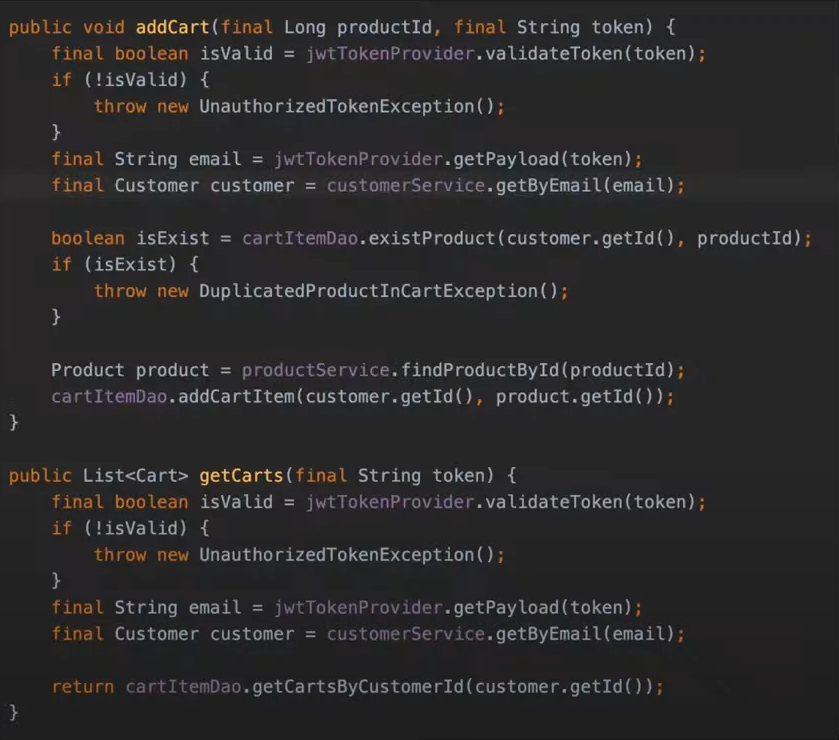 public void addCart(final Long productId, final String token) {
    final boolean isValid = jwtTokenProvider.validateToken(token);
    if (!isValid) {
        throw new UnauthorizedTokenException();
    }
    final String email = jwtTokenProvider.getPayload(token);
    final Customer customer = customerService.getByEmail(email);

    boolean isExist = cartItemDao.existProduct(customer.getId(), productId);
    if (isExist) {
        throw new DuplicatedProductInCartException();
    }

    Product product = productService.findProductById(productId);
    cartItemDao.addCartItem(customer.getId(), product.getId());
}

public List<Cart> getCarts(final String token) {
    final boolean isValid = jwtTokenProvider.validateToken(token);
    if (!isValid) {
        throw new UnauthorizedTokenException();
    }
    final String email = jwtTokenProvider.getPayload(token);
    final Customer customer = customerService.getByEmail(email);

    return cartItemDao.getCartsByCustomerId(customer.getId());
}